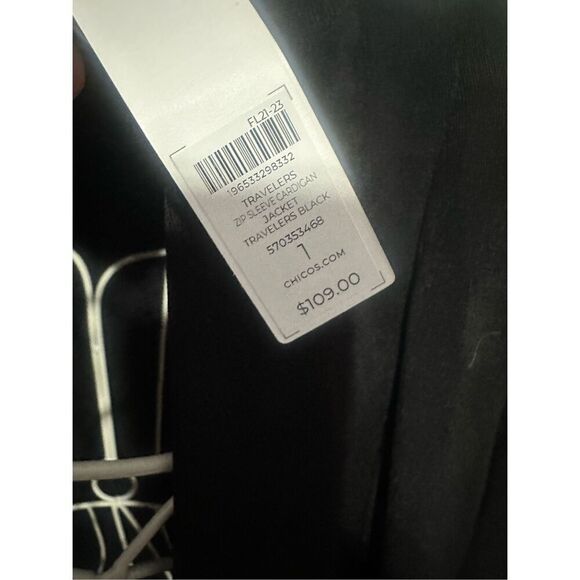 FL21-23
196533298332
TRAVELERS
ZIP SLEEVE CARDIGAN
JACKET
TRAVELERS BLACK
570353468
1
CHICOS.COM
$109.00